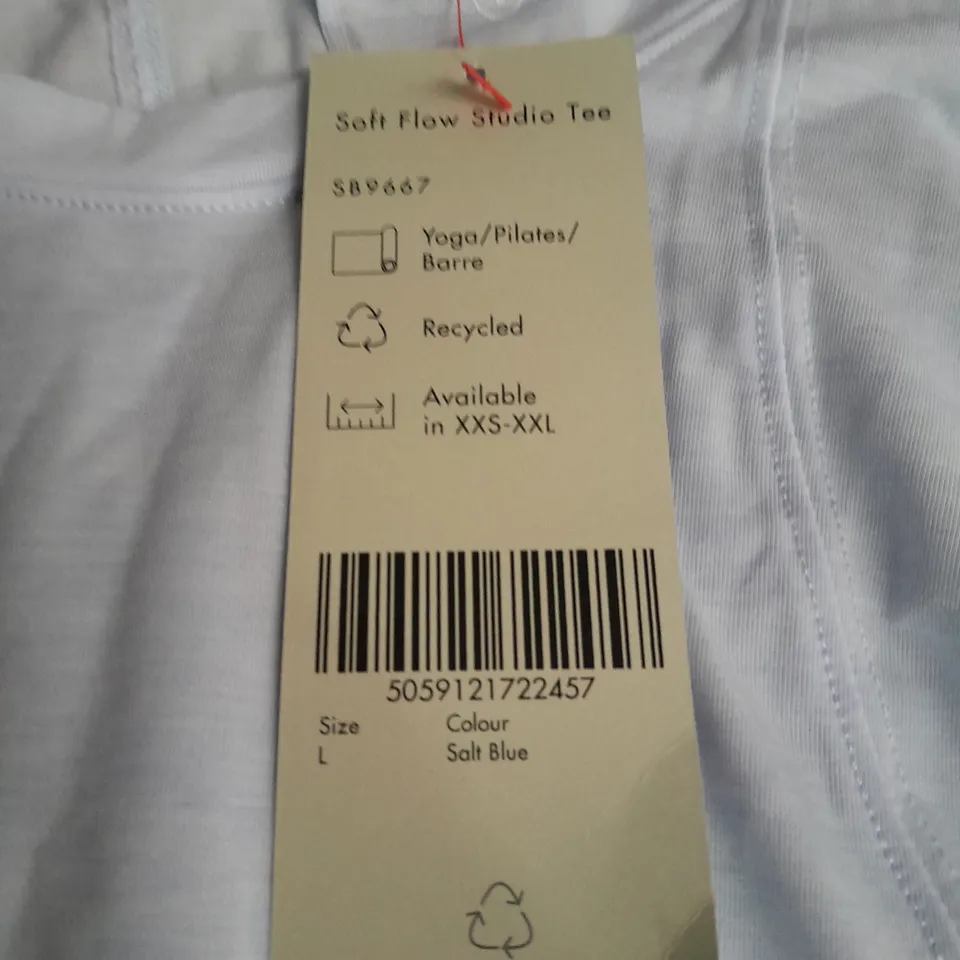 Soft Flow Studio Tee
SB9667
Yoga/Pilates/
Barre
Recycled
Available
in XXS-XXL
5059121722457
Size Colour
L Salt Blue